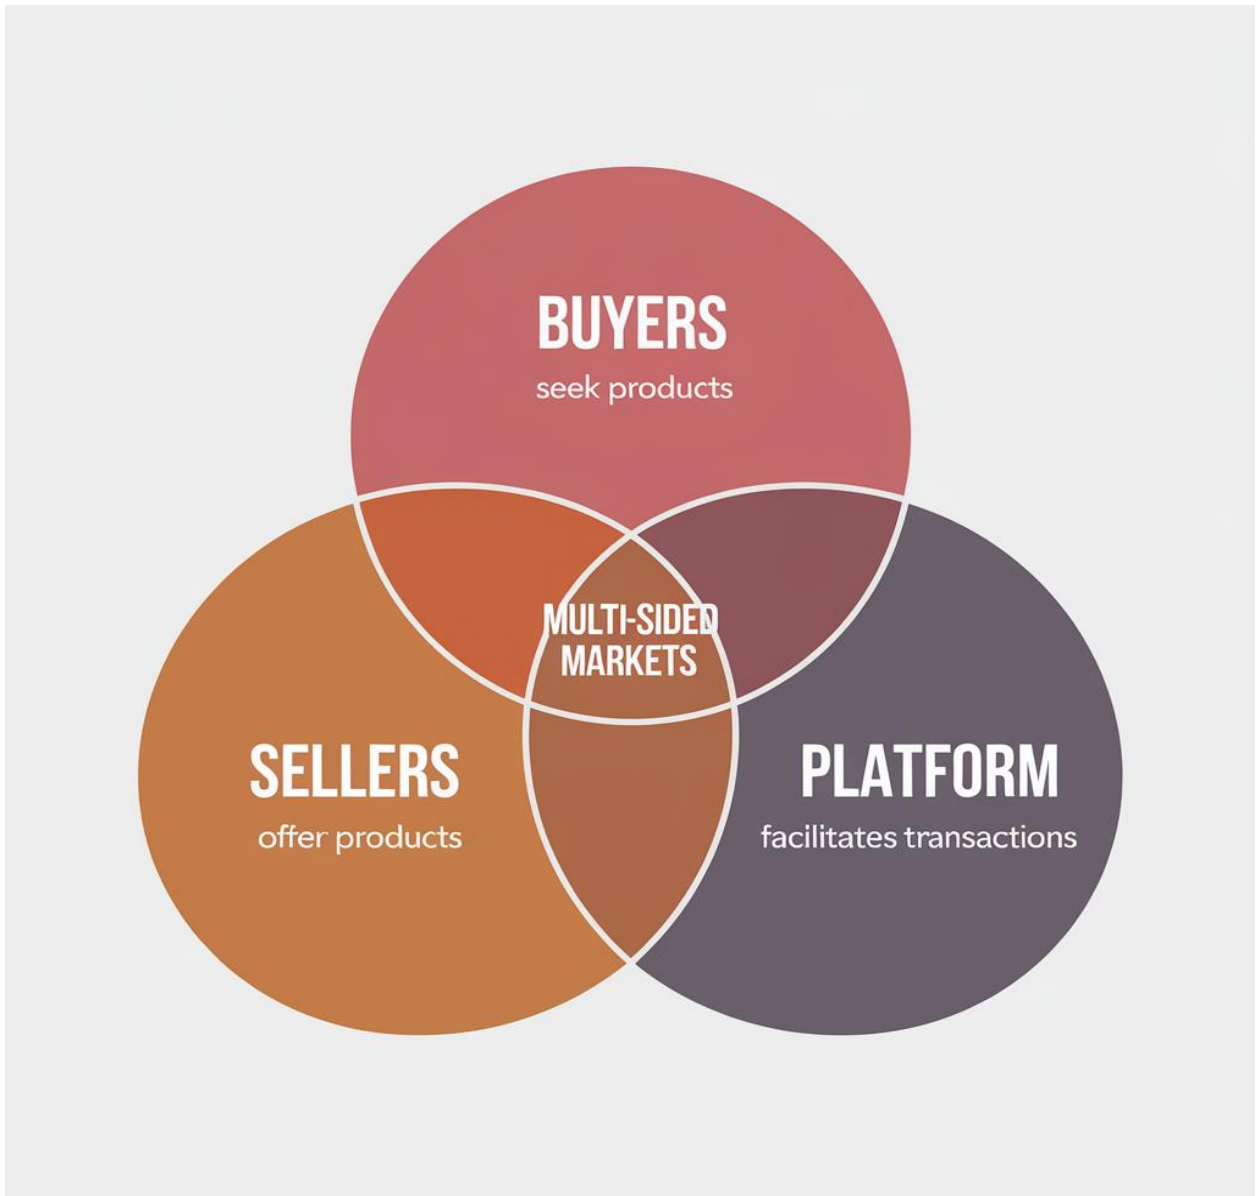 BUYERS
seek products
MULTI-SIDED
MARKETS
SELLERS
offer products
PLATFORM
facilitates transactions